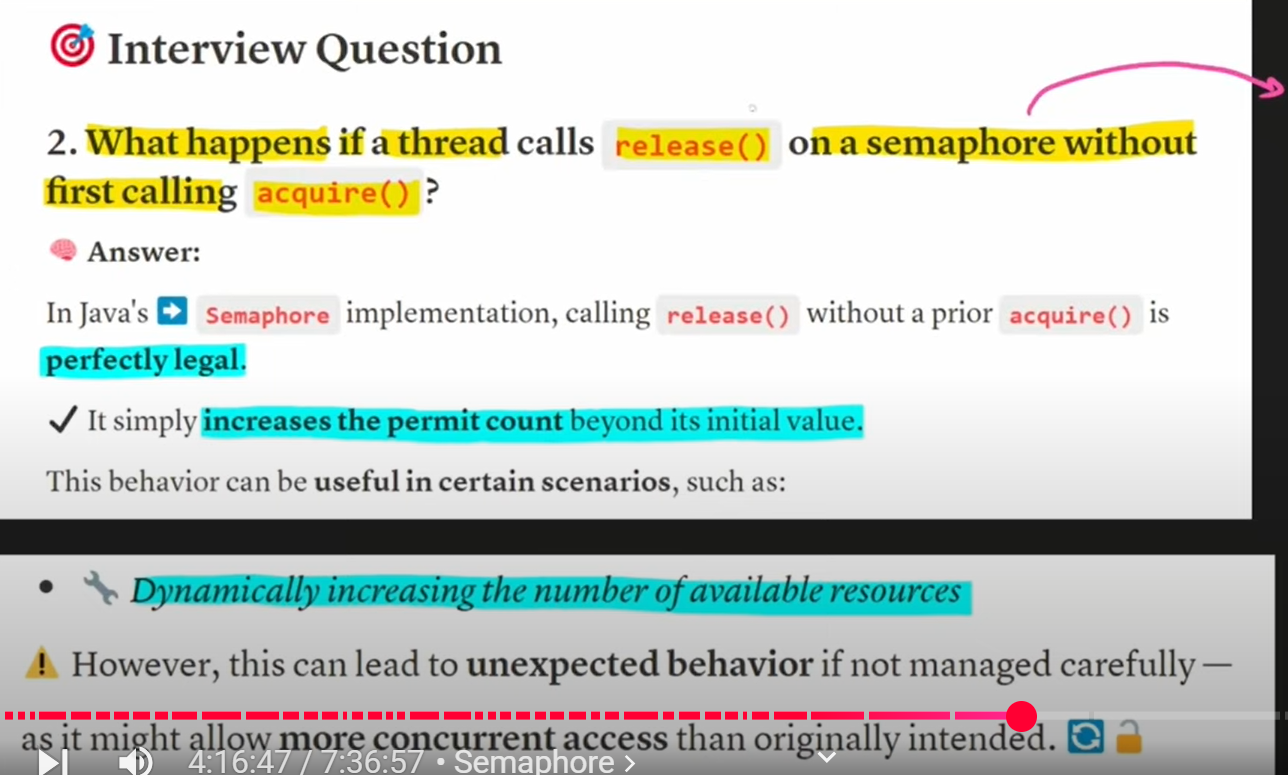 🎯 Interview Question
2. What happens if a thread calls release() on a semaphore without
first calling acquire() ?
🧠 Answer:
In Java's ➡️ Semaphore implementation, calling release() without a prior acquire() is
perfectly legal.
✓ It simply increases the permit count beyond its initial value.
This behavior can be useful in certain scenarios, such as:
• 🔧 Dynamically increasing the number of available resources
⚠️ However, this can lead to unexpected behavior if not managed carefully —
as it might allow more concurrent access than originally intended. 🔄 🔓
4:16:47 / 7:36:57 • Semaphore >